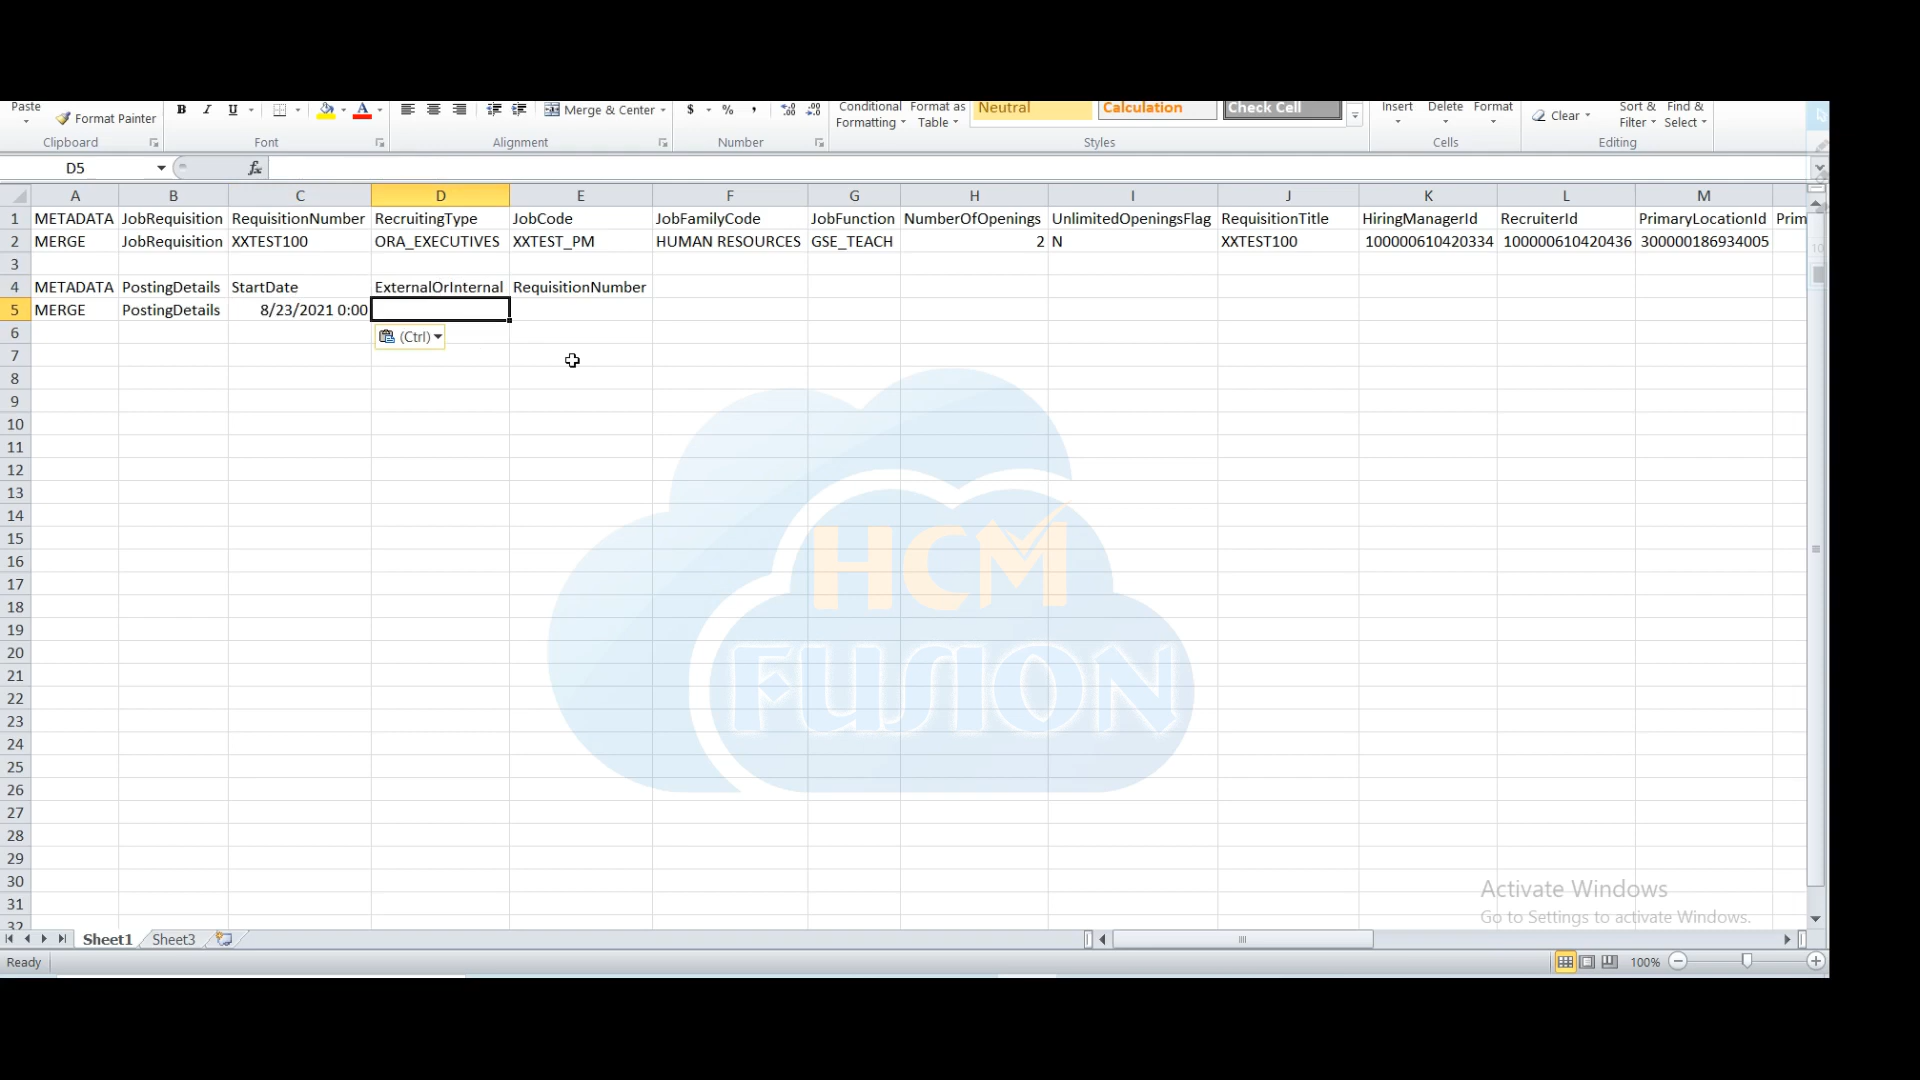 Paste
Format Painter
B I U A
Merge & Center
$ % ,
Conditional Formatting
Format as Table
Neutral
Calculation
Check Cell
Insert
Delete
Format
Clear
Sort & Filter
Find & Select
Clipboard
Font
Alignment
Number
Styles
Cells
Editing
D5
fx
A B C D E F G H I J K L M
1 METADATA JobRequisition RequisitionNumber RecruitingType JobCode JobFamilyCode JobFunction NumberOfOpenings UnlimitedOpeningsFlag RequisitionTitle HiringManagerId RecruiterId PrimaryLocationId Prim
2 MERGE JobRequisition XXTEST100 ORA_EXECUTIVES XXTEST_PM HUMAN RESOURCES GSE_TEACH 2 N XXTEST100 100000610420334 100000610420436 300000186934005
3
4 METADATA PostingDetails StartDate ExternalOrInternal RequisitionNumber
5 MERGE PostingDetails 8/23/2021 0:00
6
(Ctrl)
7
8
9
10
11
12
13
14
15
16
17
18
19
20
21
22
23
24
25
26
27
28
29
30
31
32
HCM
FUSION
Activate Windows
Go to Settings to activate Windows.
Sheet1 Sheet3
Ready
100%